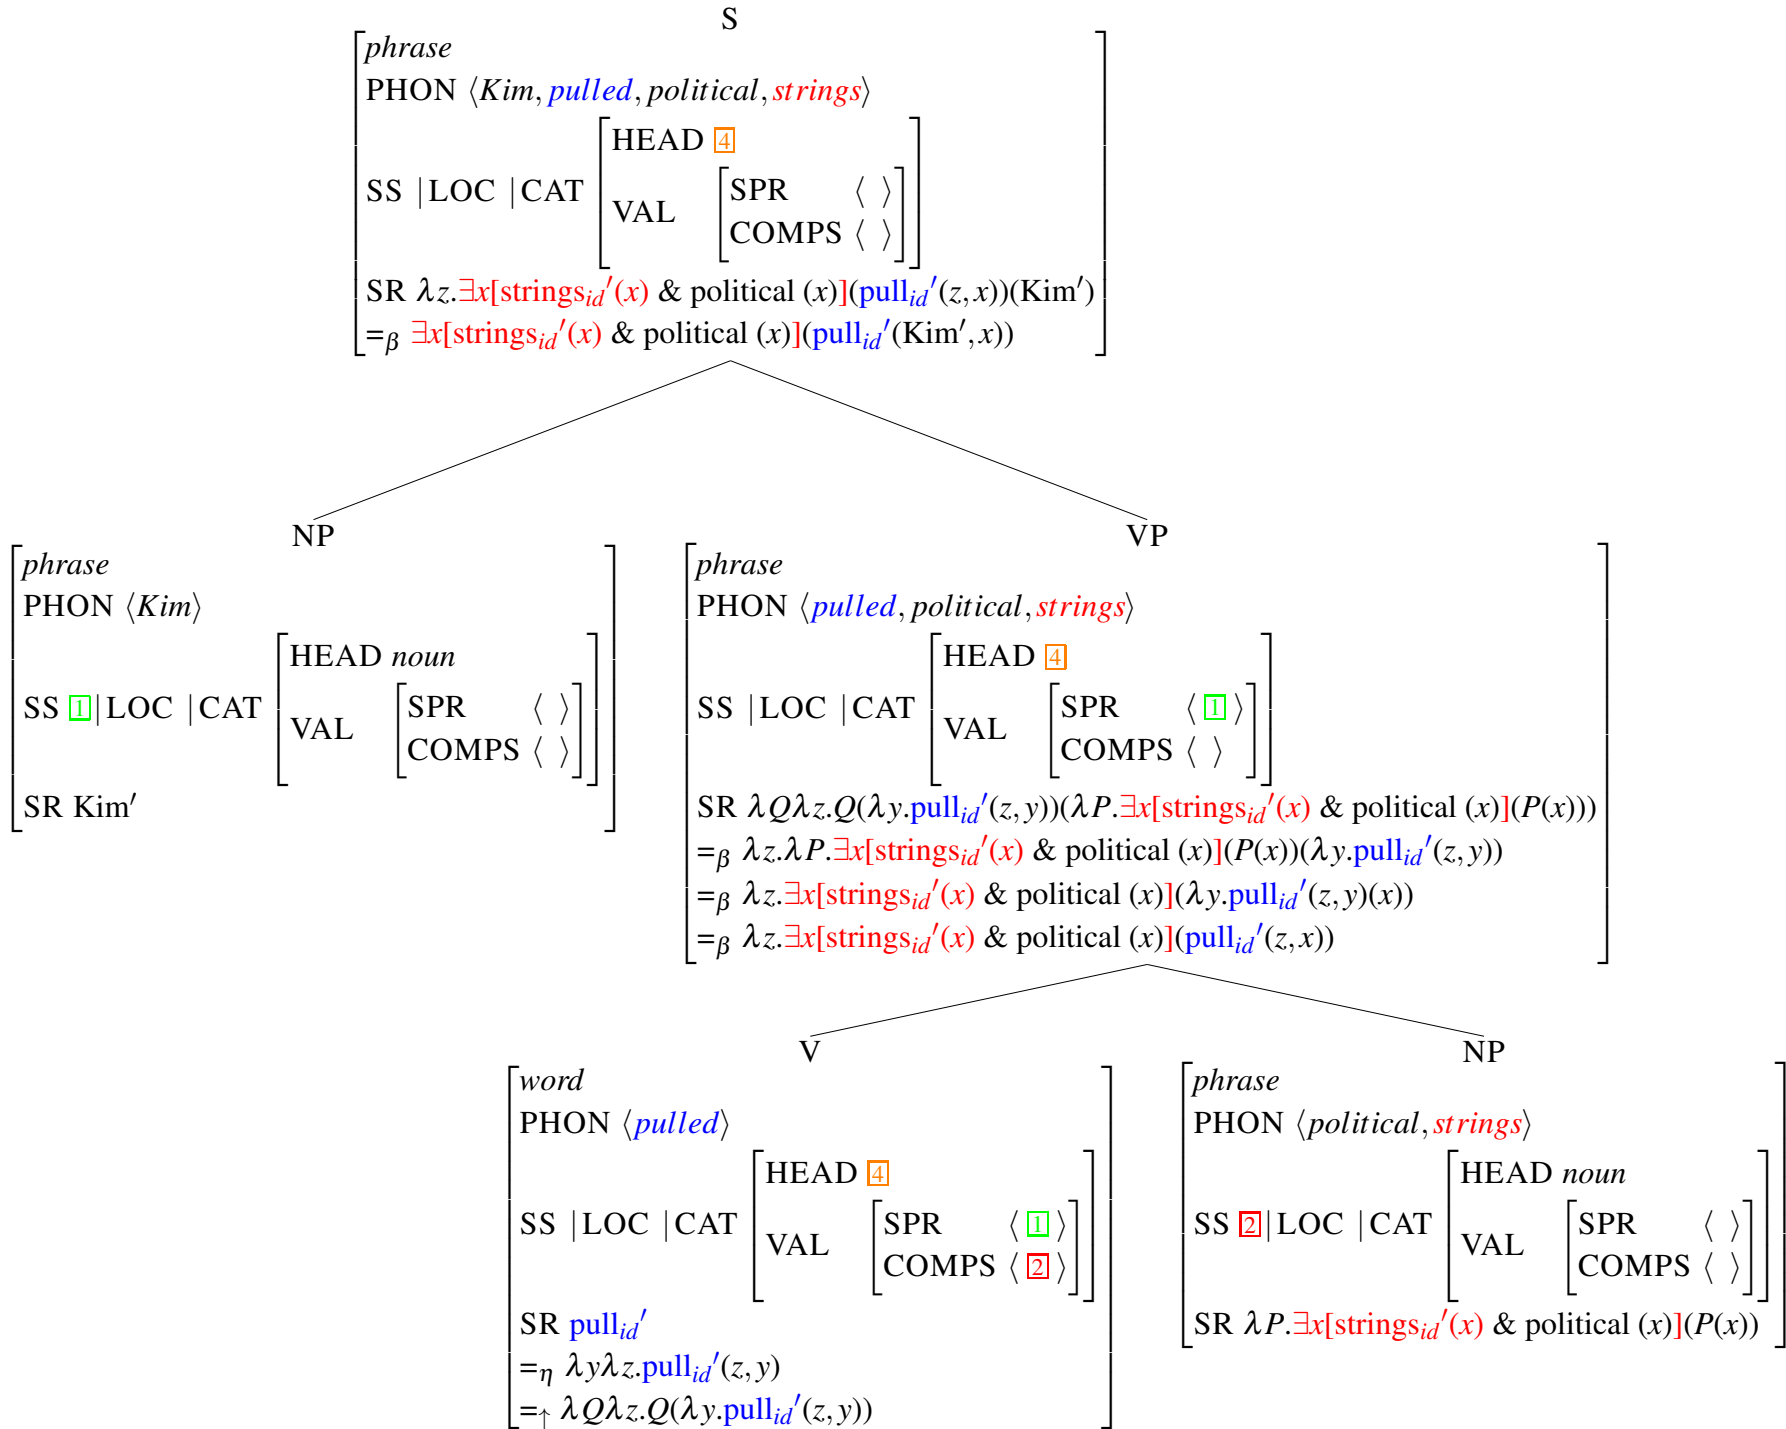 S
phrase
PHON ⟨Kim, pulled, political, strings⟩
HEAD 4
SS |LOC |CAT
VAL
SPR ⟨ ⟩
COMPS ⟨ ⟩
SR λz.∃x[strings_id′(x) & political (x)](pull_id′(z,x))(Kim′)
=β ∃x[strings_id′(x) & political (x)](pull_id′(Kim′,x))
NP
phrase
PHON ⟨Kim⟩
HEAD noun
SS 1|LOC |CAT
VAL
SPR ⟨ ⟩
COMPS ⟨ ⟩
SR Kim′
VP
phrase
PHON ⟨pulled, political, strings⟩
HEAD 4
SS |LOC |CAT
VAL
SPR ⟨ 1 ⟩
COMPS ⟨ ⟩
SR λQλz.Q(λy.pull_id′(z,y))(λP.∃x[strings_id′(x) & political (x)](P(x)))
=β λz.λP.∃x[strings_id′(x) & political (x)](P(x))(λy.pull_id′(z,y))
=β λz.∃x[strings_id′(x) & political (x)](λy.pull_id′(z,y)(x))
=β λz.∃x[strings_id′(x) & political (x)](pull_id′(z,x))
V
word
PHON ⟨pulled⟩
HEAD 4
SS |LOC |CAT
VAL
SPR ⟨ 1 ⟩
COMPS ⟨ 2 ⟩
SR pull_id′
=η λyλz.pull_id′(z,y)
=↑ λQλz.Q(λy.pull_id′(z,y))
NP
phrase
PHON ⟨political, strings⟩
HEAD noun
SS 2|LOC |CAT
VAL
SPR ⟨ ⟩
COMPS ⟨ ⟩
SR λP.∃x[strings_id′(x) & political (x)](P(x))